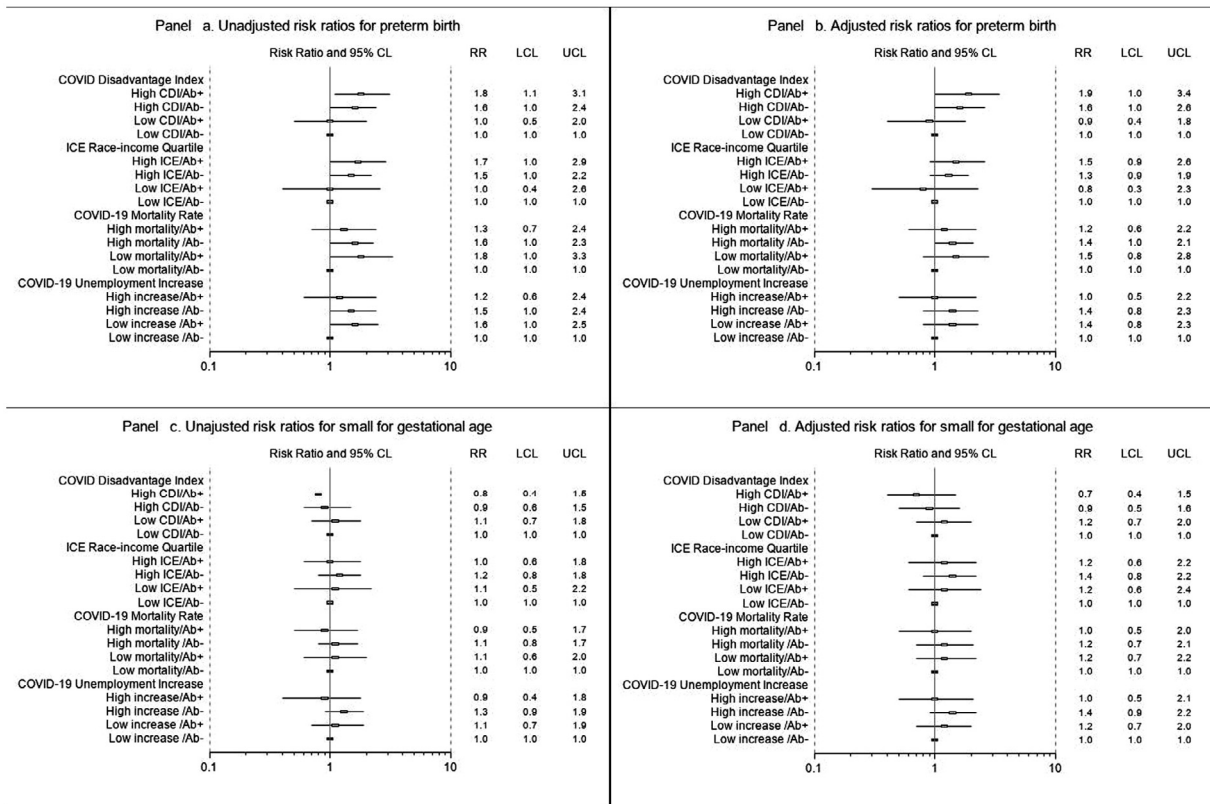 Panel a. Unadjusted risk ratios for preterm birth
Risk Ratio and 95% CL RR LCL UCL
COVID Disadvantage Index
High CDI/Ab+ 1.8 1.1 3.1
High CDI/Ab- 1.6 1.0 2.4
Low CDI/Ab+ 1.0 0.5 2.0
Low CDI/Ab- 1.0 1.0 1.0
ICE Race-income Quartile
High ICE/Ab+ 1.7 1.0 2.9
High ICE/Ab- 1.5 1.0 2.2
Low ICE/Ab+ 1.0 0.4 2.6
Low ICE/Ab- 1.0 1.0 1.0
COVID-19 Mortality Rate
High mortality/Ab+ 1.3 0.7 2.4
High mortality/Ab- 1.6 1.0 2.3
Low mortality/Ab+ 1.8 1.0 3.3
Low mortality/Ab- 1.0 1.0 1.0
COVID-19 Unemployment Increase
High increase/Ab+ 1.2 0.6 2.4
High increase /Ab- 1.5 1.0 2.4
Low increase /Ab+ 1.6 1.0 2.5
Low increase /Ab- 1.0 1.0 1.0
0.1 1 10
Panel b. Adjusted risk ratios for preterm birth
Risk Ratio and 95% CL RR LCL UCL
COVID Disadvantage Index
High CDI/Ab+ 1.9 1.0 3.4
High CDI/Ab- 1.6 1.0 2.6
Low CDI/Ab+ 0.9 0.4 1.8
Low CDI/Ab- 1.0 1.0 1.0
ICE Race-income Quartile
High ICE/Ab+ 1.5 0.9 2.6
High ICE/Ab- 1.3 0.9 1.9
Low ICE/Ab+ 0.8 0.3 2.3
Low ICE/Ab- 1.0 1.0 1.0
COVID-19 Mortality Rate
High mortality/Ab+ 1.2 0.6 2.2
High mortality/Ab- 1.4 1.0 2.1
Low mortality/Ab+ 1.5 0.8 2.8
Low mortality/Ab- 1.0 1.0 1.0
COVID-19 Unemployment Increase
High increase/Ab+ 1.0 0.5 2.2
High increase /Ab- 1.4 0.8 2.3
Low increase /Ab+ 1.4 0.8 2.3
Low increase /Ab- 1.0 1.0 1.0
0.1 1 10
Panel c. Unajusted risk ratios for small for gestational age
Risk Ratio and 95% CL RR LCL UCL
COVID Disadvantage Index
High CDI/Ab+ 0.8 0.4 1.6
High CDI/Ab- 0.9 0.6 1.5
Low CDI/Ab+ 1.1 0.7 1.8
Low CDI/Ab- 1.0 1.0 1.0
ICE Race-income Quartile
High ICE/Ab+ 1.0 0.6 1.8
High ICE/Ab- 1.2 0.8 1.8
Low ICE/Ab+ 1.1 0.5 2.2
Low ICE/Ab- 1.0 1.0 1.0
COVID-19 Mortality Rate
High mortality/Ab+ 0.9 0.5 1.7
High mortality /Ab- 1.1 0.8 1.7
Low mortality/Ab+ 1.1 0.6 2.0
Low mortality/Ab- 1.0 1.0 1.0
COVID-19 Unemployment Increase
High increase/Ab+ 0.9 0.4 1.8
High increase /Ab- 1.3 0.9 1.9
Low increase /Ab+ 1.1 0.7 1.9
Low increase /Ab- 1.0 1.0 1.0
0.1 1 10
Panel d. Adjusted risk ratios for small for gestational age
Risk Ratio and 95% CL RR LCL UCL
COVID Disadvantage Index
High CDI/Ab+ 0.7 0.4 1.5
High CDI/Ab- 0.9 0.5 1.6
Low CDI/Ab+ 1.2 0.7 2.0
Low CDI/Ab- 1.0 1.0 1.0
ICE Race-income Quartile
High ICE/Ab+ 1.2 0.6 2.2
High ICE/Ab- 1.4 0.8 2.2
Low ICE/Ab+ 1.2 0.6 2.4
Low ICE/Ab- 1.0 1.0 1.0
COVID-19 Mortality Rate
High mortality/Ab+ 1.0 0.5 2.0
High mortality /Ab- 1.2 0.7 2.1
Low mortality/Ab+ 1.2 0.7 2.2
Low mortality/Ab- 1.0 1.0 1.0
COVID-19 Unemployment Increase
High increase/Ab+ 1.0 0.5 2.1
High increase /Ab- 1.4 0.9 2.2
Low increase /Ab+ 1.2 0.7 2.0
Low increase /Ab- 1.0 1.0 1.0
0.1 1 10